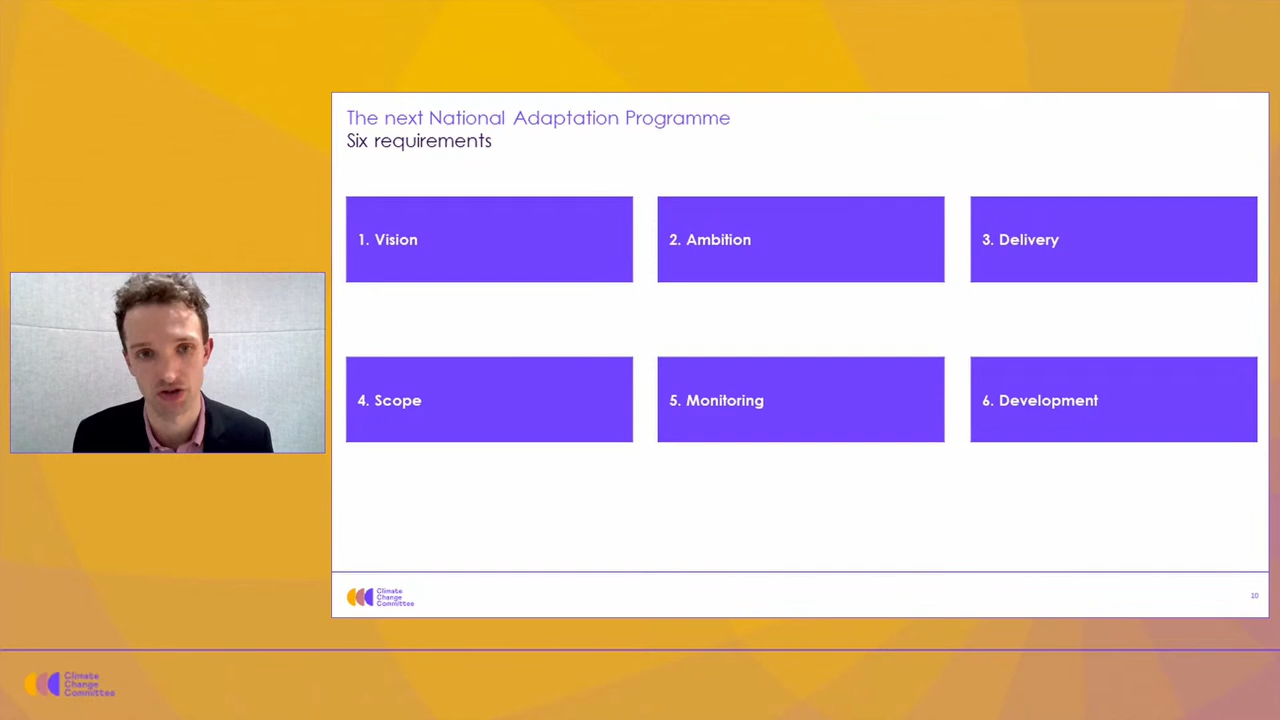 The next National Adaptation Programme
Six requirements
1. Vision
2. Ambition
3. Delivery
4. Scope
5. Monitoring
6. Development
Climate
Change
Committee
10
Climate
Change
Committee